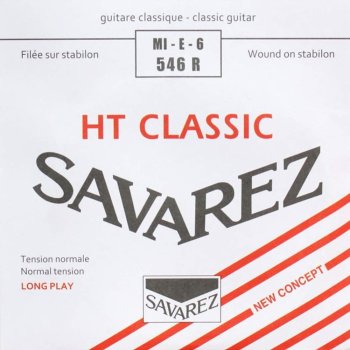 guitare classique - classic guitar
Filée sur stabilon
MI - E - 6
546 R
Wound on stabilon
HT CLASSIC
SAVAREZ
Tension normale
Normal tension
LONG PLAY
SAVAREZ
NEW CONCEPT